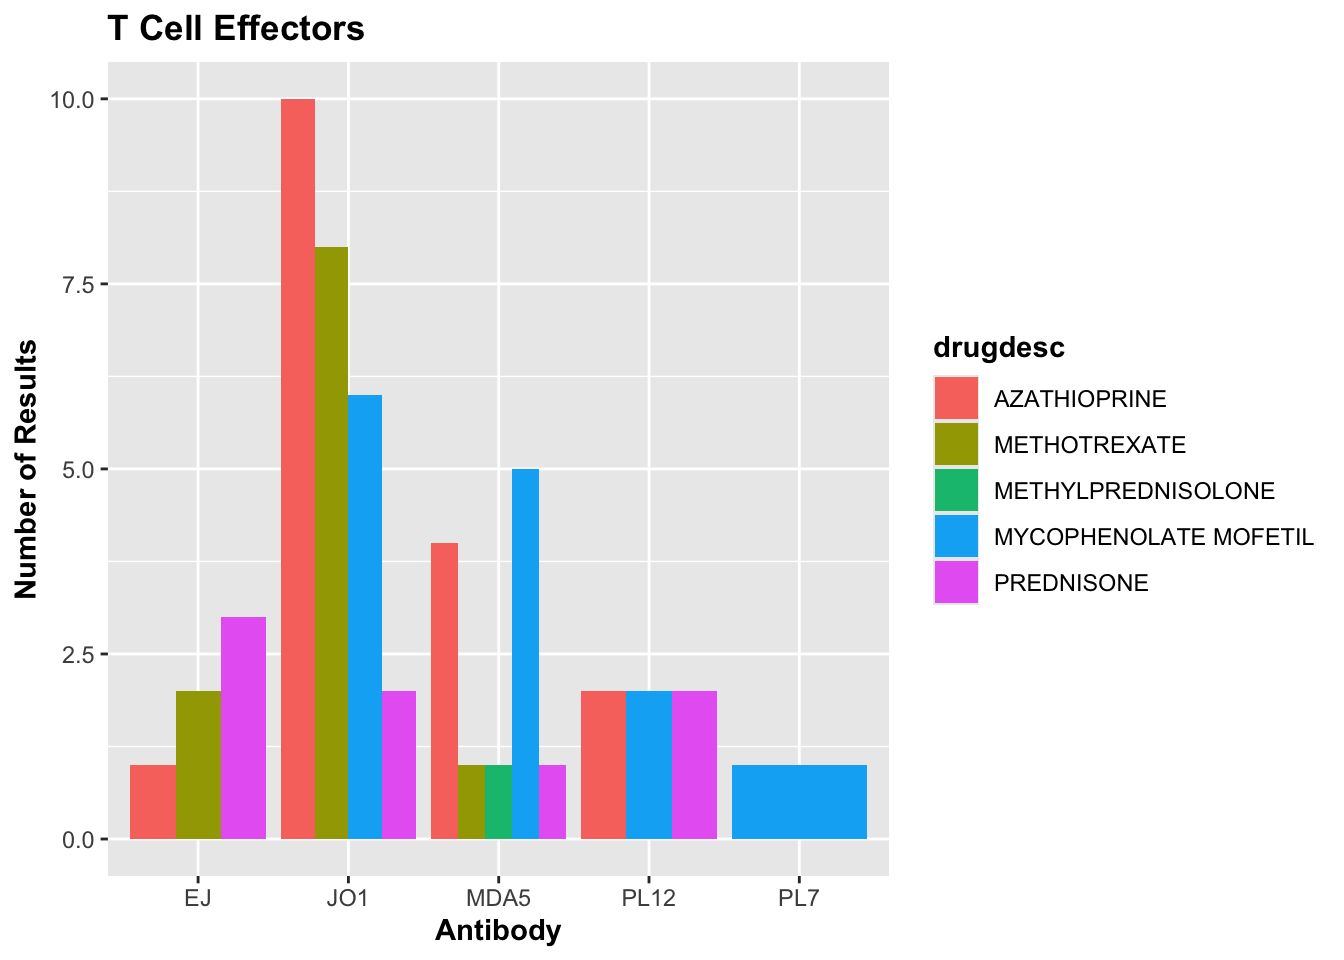 T Cell Effectors
10.0
7.5
5.0
2.5
0.0
Number of Results
EJ
JO1
MDA5
PL12
PL7
Antibody
drugdesc
AZATHIOPRINE
METHOTREXATE
METHYLPREDNISOLONE
MYCOPHENOLATE MOFETIL
PREDNISONE